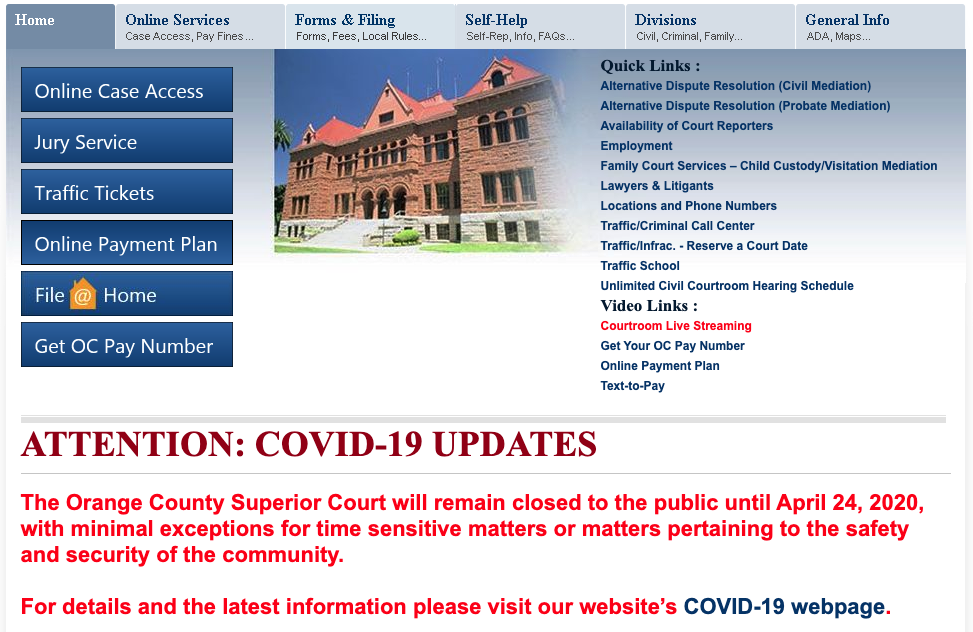 Home
Online Services
Case Access, Pay Fines...
Forms & Filing
Forms, Fees, Local Rules...
Self-Help
Self-Rep, Info, FAQs...
Divisions
Civil, Criminal, Family...
General Info
ADA, Maps...
Online Case Access
Jury Service
Traffic Tickets
Online Payment Plan
File @ Home
Get OC Pay Number
Quick Links :
Alternative Dispute Resolution (Civil Mediation)
Alternative Dispute Resolution (Probate Mediation)
Availability of Court Reporters
Employment
Family Court Services – Child Custody/Visitation Mediation
Lawyers & Litigants
Locations and Phone Numbers
Traffic/Criminal Call Center
Traffic/Infrac. - Reserve a Court Date
Traffic School
Unlimited Civil Courtroom Hearing Schedule
Video Links :
Courtroom Live Streaming
Get Your OC Pay Number
Online Payment Plan
Text-to-Pay
ATTENTION: COVID-19 UPDATES
The Orange County Superior Court will remain closed to the public until April 24, 2020,
with minimal exceptions for time sensitive matters or matters pertaining to the safety
and security of the community.
For details and the latest information please visit our website’s COVID-19 webpage.